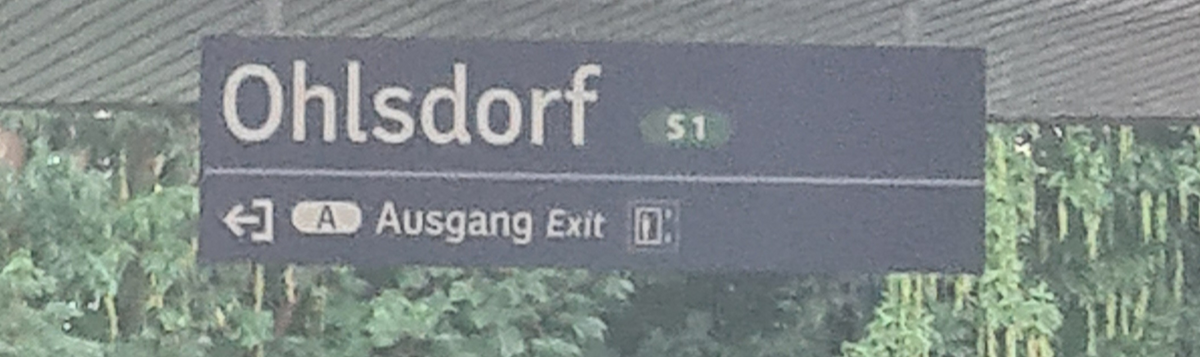 Ohlsdorf S1
A Ausgang Exit